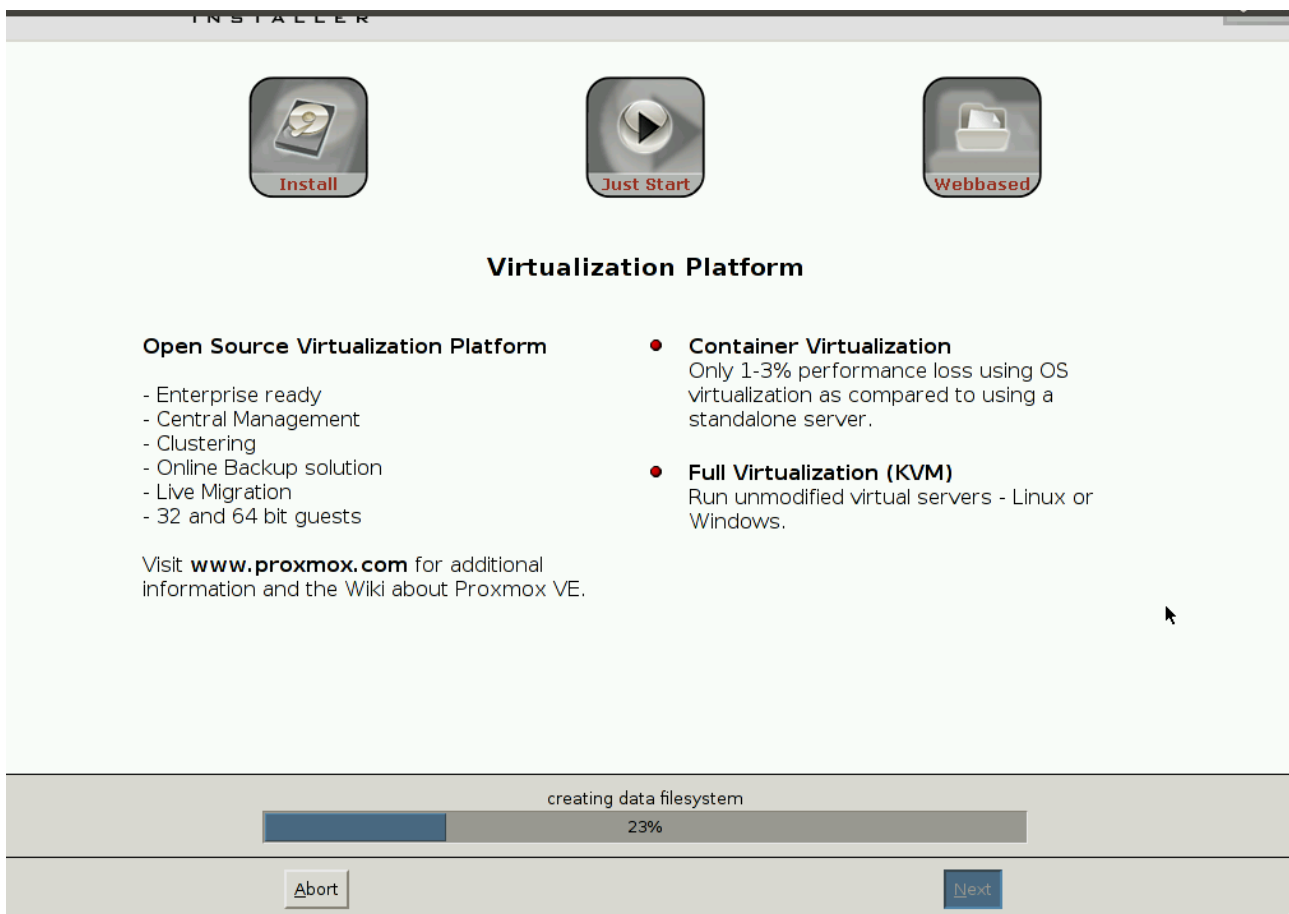 INSTALLER
Install
Just Start
Webbased
Virtualization Platform
Open Source Virtualization Platform
- Enterprise ready
- Central Management
- Clustering
- Online Backup solution
- Live Migration
- 32 and 64 bit guests
Visit www.proxmox.com for additional
information and the Wiki about Proxmox VE.
Container Virtualization
Only 1-3% performance loss using OS
virtualization as compared to using a
standalone server.
Full Virtualization (KVM)
Run unmodified virtual servers - Linux or
Windows.
creating data filesystem
23%
Abort
Next